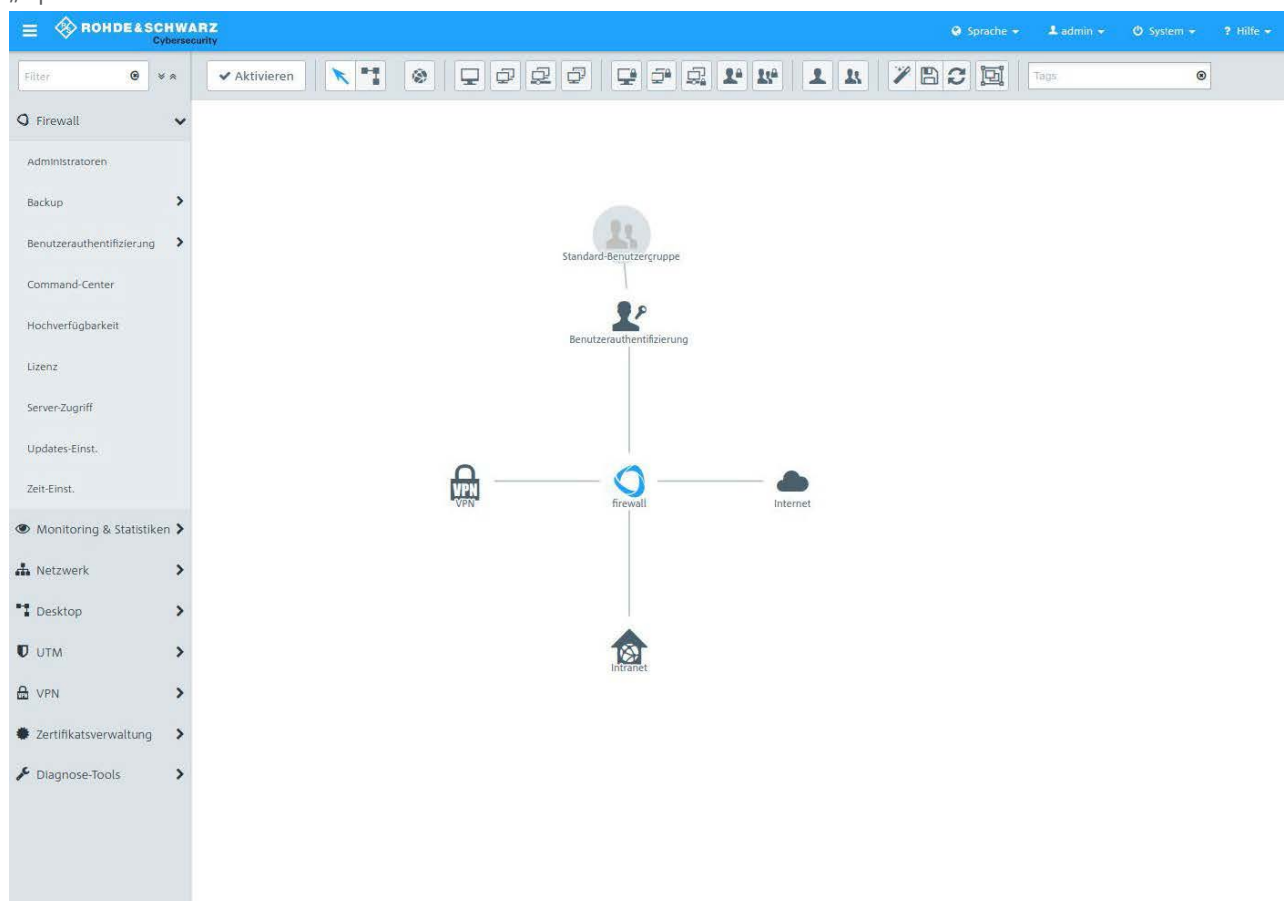 ROHDE & SCHWARZ
Cybersecurity
Sprache
admin
System
? Hilfe
Filter
Aktivieren
Tags
Firewall
Administratoren
Backup
Benutzerauthentifizierung
Command-Center
Hochverfügbarkeit
Lizenz
Server-Zugriff
Updates-Einst.
Zeit-Einst.
Monitoring & Statistiken
Netzwerk
Desktop
UTM
VPN
Zertifikatsverwaltung
Diagnose-Tools
Standard-Benutzergruppe
Benutzerauthentifizierung
VPN
VPN
firewall
Internet
Intranet